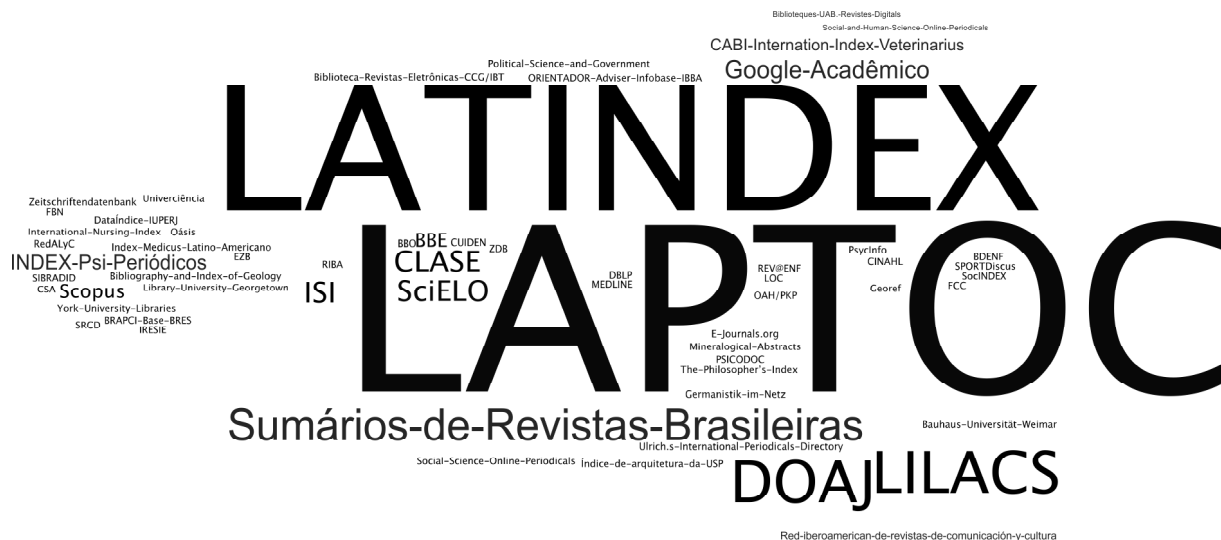 Biblioteques-UAB.-Revistes-Digitals
Social-and-Human-Science-Online-Periodicals
CABI-Internation-Index-Veterinarius
Political-Science-and-Government
Google-Acadêmico
Biblioteca-Revistas-Eletrônicas-CCG/IBT
ORIENTADOR-Adviser-Infobase-IBBA
LATINDEX
Zeitschriftendatenbank
Univerciência
FBN
DataÍndice-IUPERJ
International-Nursing-Index
Oásis
RedALyC
Index-Medicus-Latino-Americano
EZB
INDEX-Psi-Periódicos
SIBRADID
Bibliography-and-Index-of-Geology
CSA
Scopus
Library-University-Georgetown
York-University-Libraries
SRCD
BRAPCI-Base-BRES
IRESIE
RIBA
ISI
LAPTOC
BBO
BBE
CUIDEN
ZDB
CLASE
SciELO
DBLP
MEDLINE
REV@ENF
LOC
OAH/PKP
PsycInfo
CINAHL
Georef
BDENF
SPORTDiscus
SocINDEX
FCC
E-Journals.org
Mineralogical-Abstracts
PSICODOC
The-Philosopher's-Index
Germanistik-im-Netz
Sumários-de-Revistas-Brasileiras
Bauhaus-Universität-Weimar
Ulrich.s-International-Periodicals-Directory
Social-Science-Online-Periodicals
Índice-de-arquitetura-da-USP
DOAJ
LILACS
Red-iberoamerican-de-revistas-de-comunicación-y-cultura